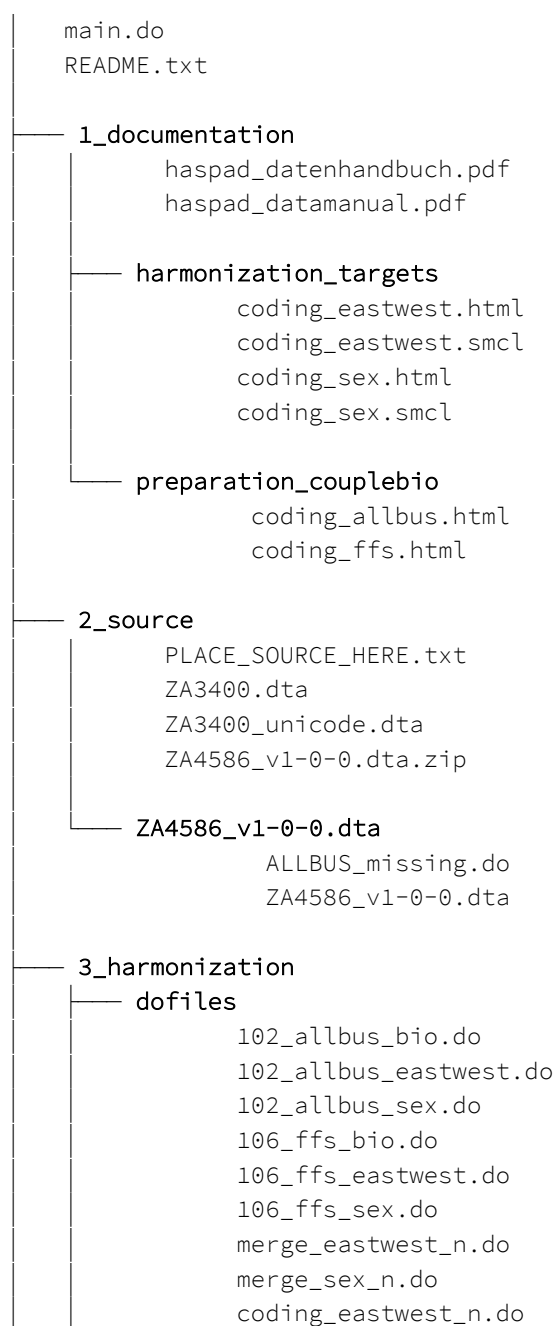 main.do
README.txt
1_documentation
haspad_datenhandbuch.pdf
haspad_datamanual.pdf
harmonization_targets
coding_eastwest.html
coding_eastwest.smcl
coding_sex.html
coding_sex.smcl
preparation_couplebio
coding_allbus.html
coding_ffs.html
2_source
PLACE_SOURCE_HERE.txt
ZA3400.dta
ZA3400_unicode.dta
ZA4586_v1-0-0.dta.zip
ZA4586_v1-0-0.dta
ALLBUS_missing.do
ZA4586_v1-0-0.dta
3_harmonization
dofiles
102_allbus_bio.do
102_allbus_eastwest.do
102_allbus_sex.do
106_ffs_bio.do
106_ffs_eastwest.do
106_ffs_sex.do
merge_eastwest_n.do
merge_sex_n.do
coding_eastwest_n.do